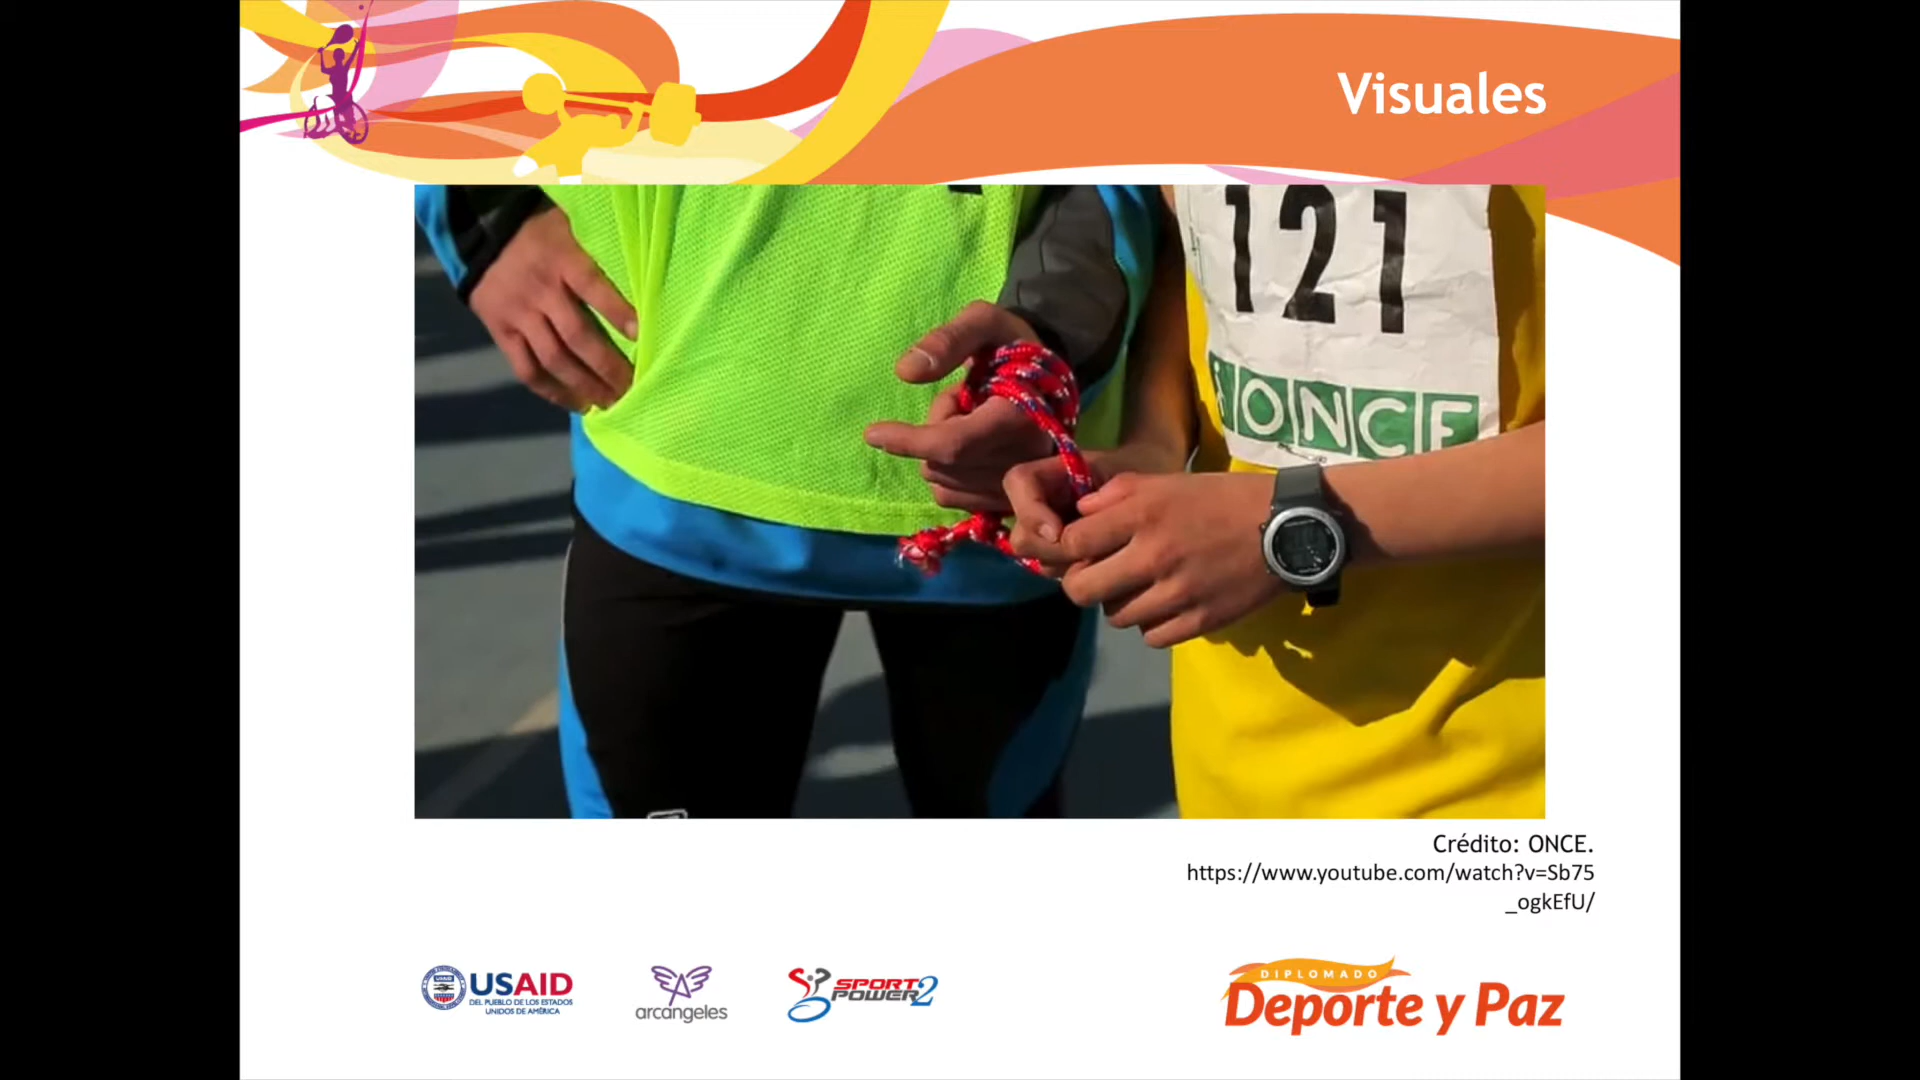 Visuales
121
ONCE
Crédito: ONCE.
https://www.youtube.com/watch?v=Sb75
_ogkEfU/
USAID
DEL PUEBLO DE LOS ESTADOS
UNIDOS DE AMÉRICA
arcángeles
SPORT
POWER2
DIPLOMADO
Deporte y Paz